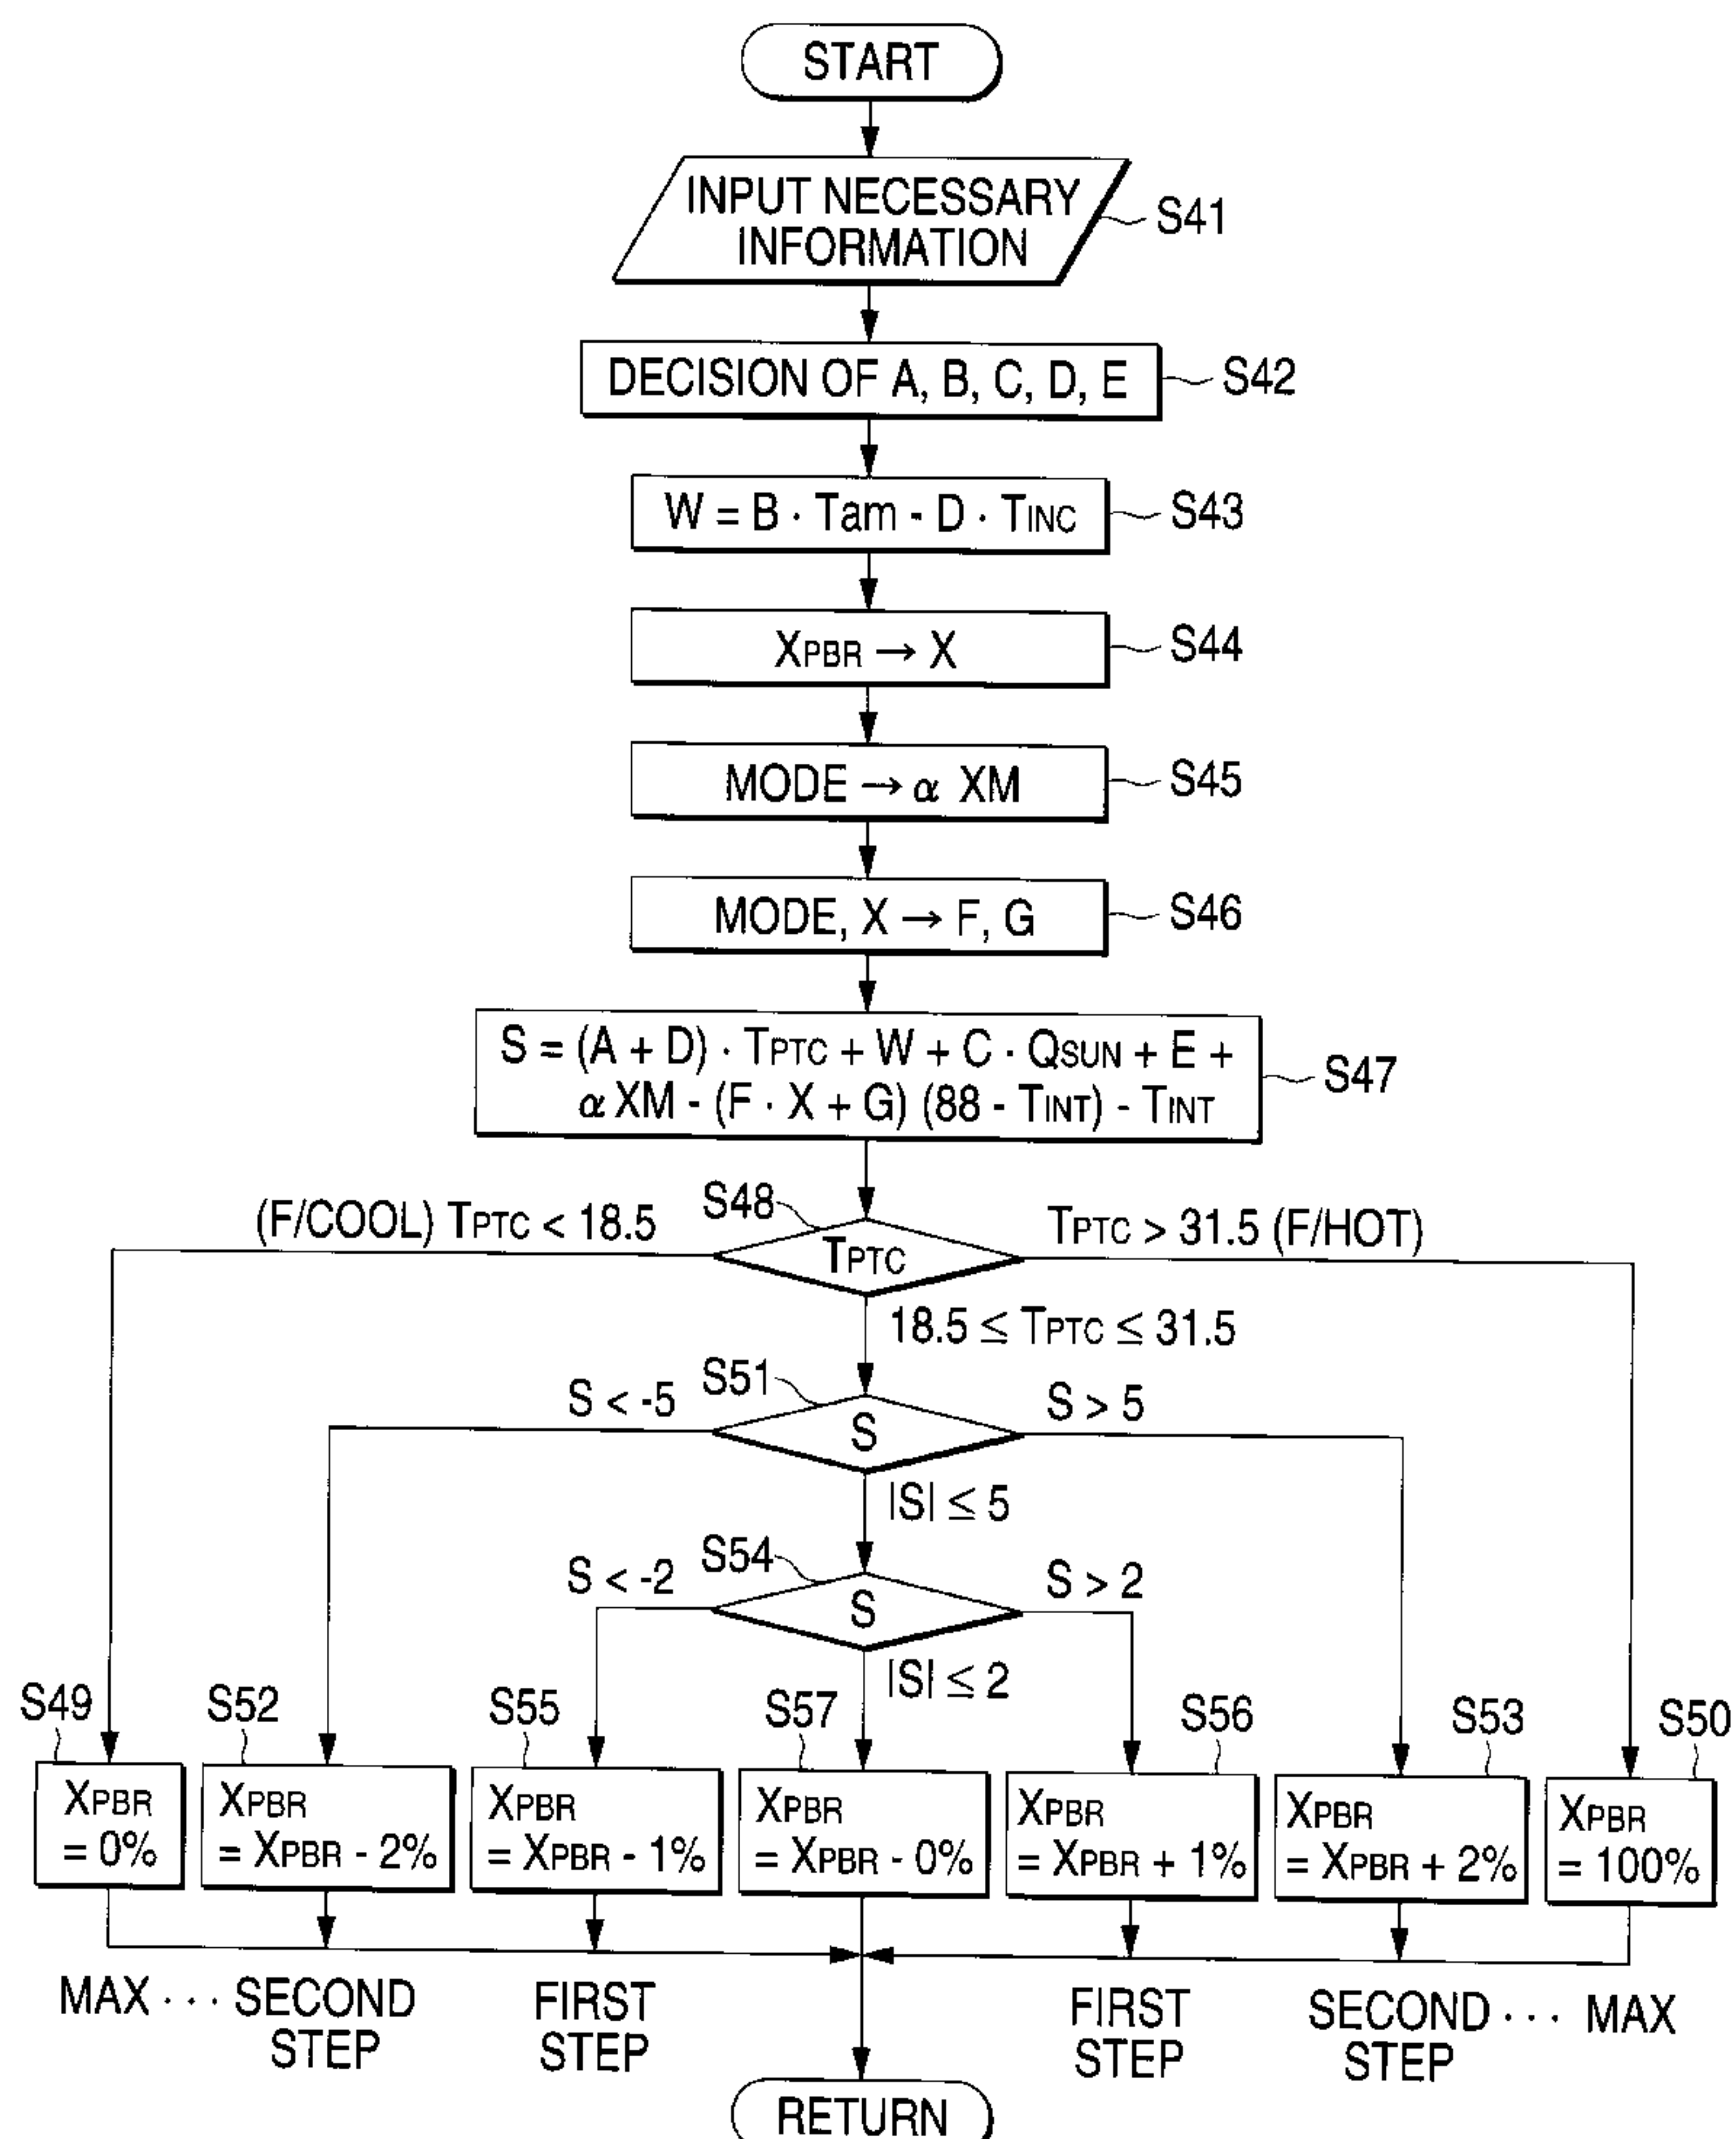 START
INPUT NECESSARY
INFORMATION
S41
DECISION OF A, B, C, D, E
S42
W = B · Tam - D · TINC
S43
XPBR → X
S44
MODE → α XM
S45
MODE, X → F, G
S46
S = (A + D) · TPTC + W + C · QSUN + E +
α XM - (F · X + G) (88 - TINT) - TINT
S47
(F/COOL) TPTC < 18.5
S48
TPTC > 31.5 (F/HOT)
TPTC
18.5 ≤ TPTC ≤ 31.5
S < -5
S51
S > 5
S
|S| ≤ 5
S < -2
S54
S > 2
S
|S| ≤ 2
S49
S52
S55
S57
S56
S53
S50
XPBR
= 0%
XPBR
= XPBR - 2%
XPBR
= XPBR - 1%
XPBR
= XPBR - 0%
XPBR
= XPBR + 1%
XPBR
= XPBR + 2%
XPBR
= 100%
MAX · · · SECOND
STEP
FIRST
STEP
FIRST
STEP
SECOND · · · MAX
STEP
RETURN